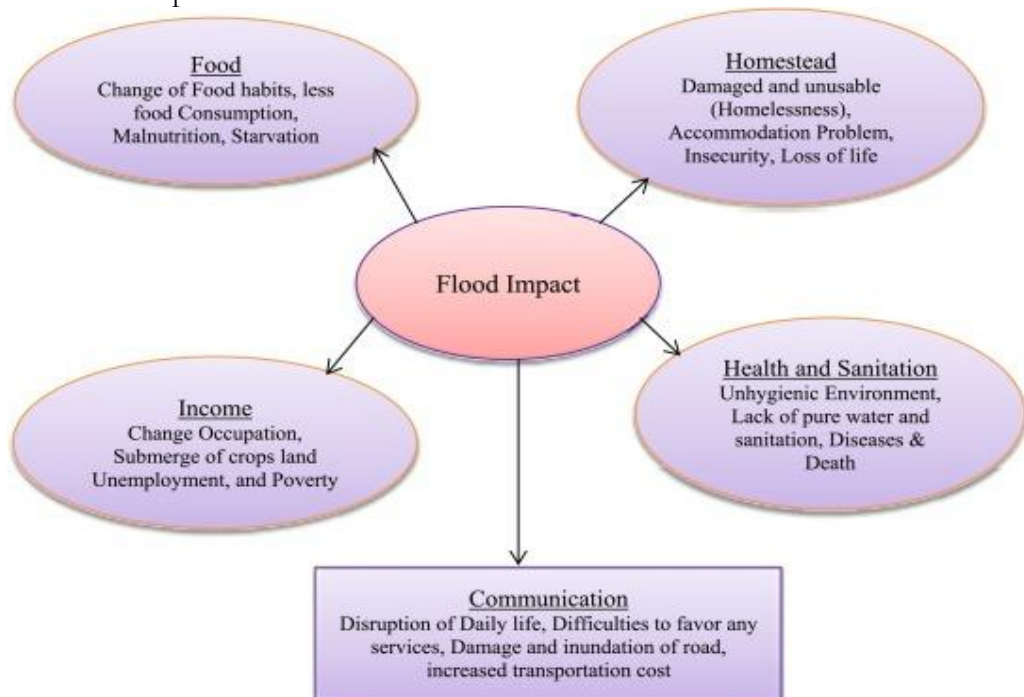 Food
Change of Food habits, less
food Consumption,
Malnutrition, Starvation
Homestead
Damaged and unusable
(Homelessness),
Accommodation Problem,
Insecurity, Loss of life
Flood Impact
Income
Change Occupation,
Submerge of crops land
Unemployment, and Poverty
Health and Sanitation
Unhygienic Environment,
Lack of pure water and
sanitation, Diseases &
Death
Communication
Disruption of Daily life, Difficulties to favor any
services, Damage and inundation of road,
increased transportation cost